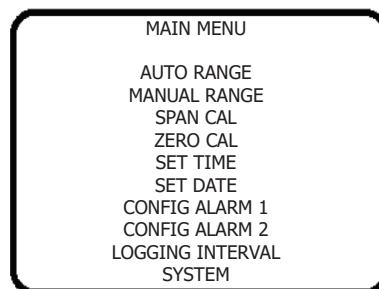 MAIN MENU
AUTO RANGE
MANUAL RANGE
SPAN CAL
ZERO CAL
SET TIME
SET DATE
CONFIG ALARM 1
CONFIG ALARM 2
LOGGING INTERVAL
SYSTEM